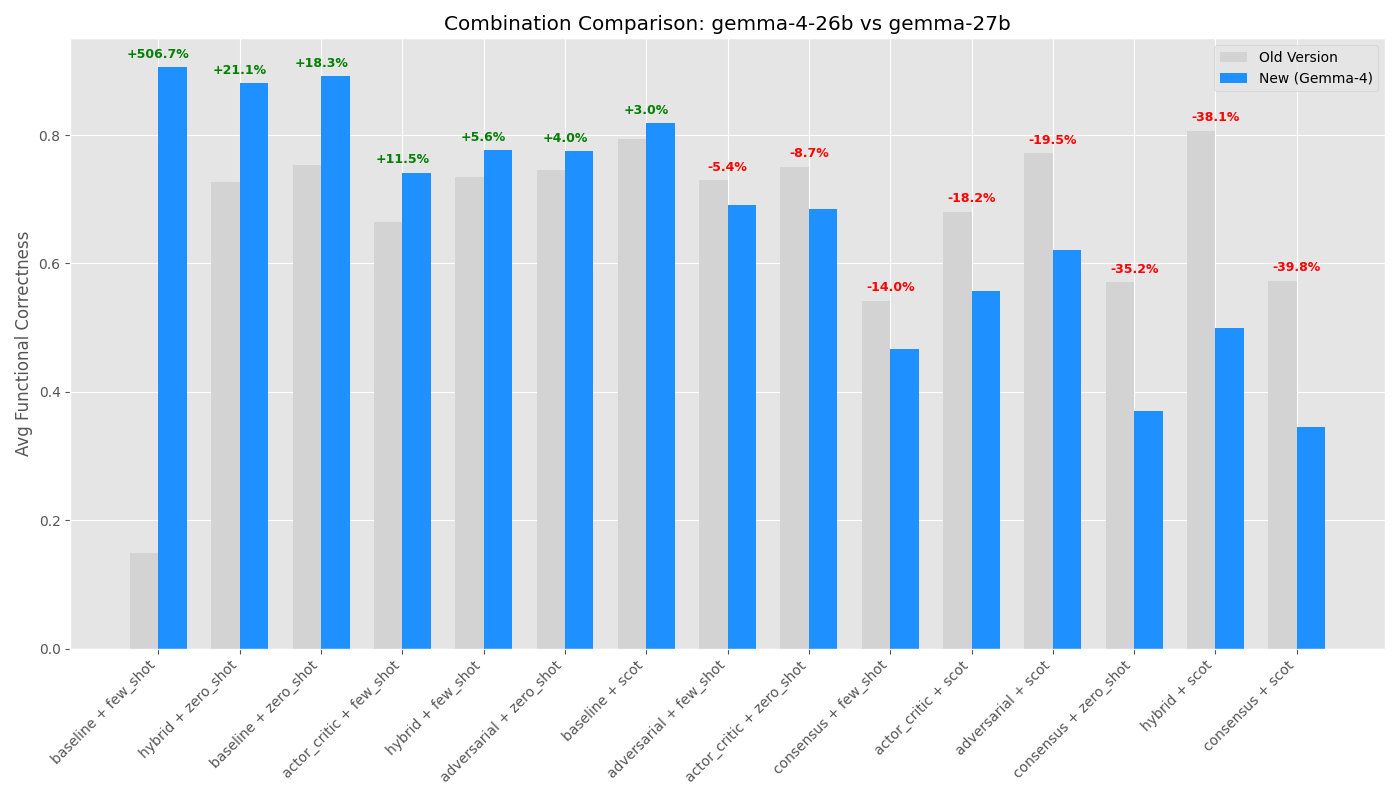 Combination Comparison: gemma-4-26b vs gemma-27b
Old Version
New (Gemma-4)
+506.7%
+21.1%
+18.3%
+11.5%
+5.6%
+4.0%
+3.0%
-5.4%
-8.7%
-14.0%
-18.2%
-19.5%
-35.2%
-38.1%
-39.8%
Avg Functional Correctness
0.8
0.6
0.4
0.2
0.0
baseline + few_shot
hybrid + zero_shot
baseline + zero_shot
actor_critic + few_shot
hybrid + few_shot
adversarial + zero_shot
baseline + scot
adversarial + few_shot
actor_critic + zero_shot
consensus + few_shot
actor_critic + scot
adversarial + scot
consensus + zero_shot
hybrid + scot
consensus + scot